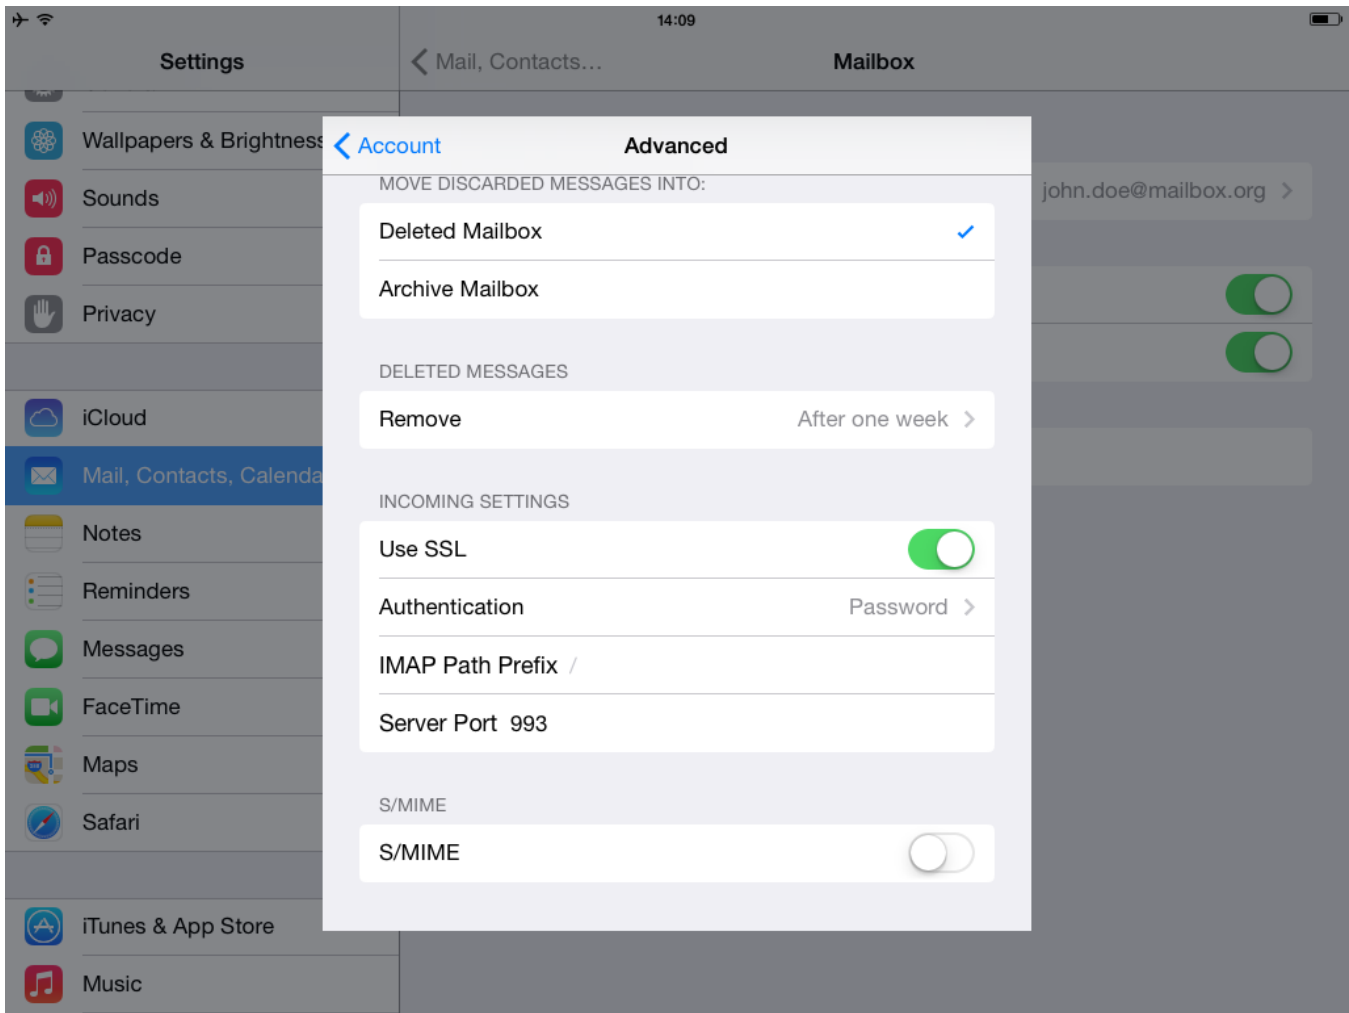 14:09
Settings
Mail, Contacts...
Mailbox
Wallpapers & Brightness
Sounds
Passcode
Privacy
iCloud
Mail, Contacts, Calenda
Notes
Reminders
Messages
FaceTime
Maps
Safari
iTunes & App Store
Music
Account
Advanced
MOVE DISCARDED MESSAGES INTO:
Deleted Mailbox
Archive Mailbox
DELETED MESSAGES
Remove After one week
INCOMING SETTINGS
Use SSL
Authentication Password
IMAP Path Prefix /
Server Port 993
S/MIME
S/MIME
john.doe@mailbox.org